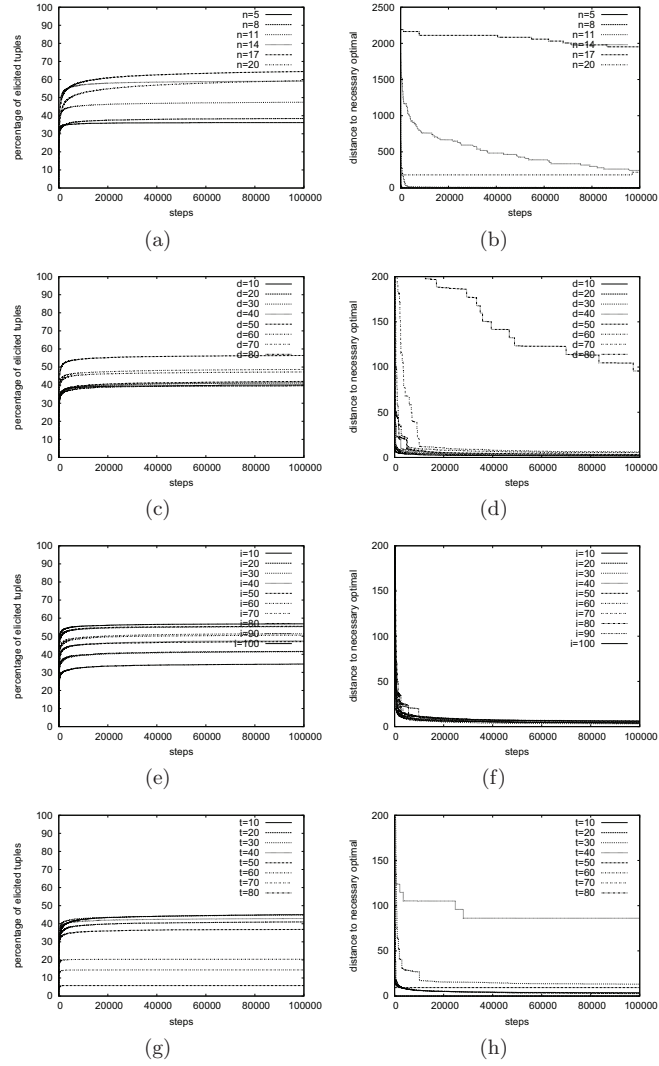 percentage of elicited tuples
100
90
80
70
60
50
40
30
20
10
0
0 20000 40000 60000 80000 100000
steps
n=5
n=8
n=11
n=14
n=17
n=20
(a)
distance to necessary optimal
2500
2000
1500
1000
500
0
0 20000 40000 60000 80000 100000
steps
n=5
n=8
n=11
n=14
n=17
n=20
(b)
percentage of elicited tuples
100
90
80
70
60
50
40
30
20
10
0
0 20000 40000 60000 80000 100000
steps
d=10
d=20
d=30
d=40
d=50
d=60
d=70
d=80
(c)
distance to necessary optimal
200
150
100
50
0
0 20000 40000 60000 80000 100000
steps
d=10
d=20
d=30
d=40
d=50
d=60
d=70
d=80
(d)
percentage of elicited tuples
100
90
80
70
60
50
40
30
20
10
0
0 20000 40000 60000 80000 100000
steps
i=10
i=20
i=30
i=40
i=50
i=60
i=70
i=80
i=90
i=100
(e)
distance to necessary optimal
200
150
100
50
0
0 20000 40000 60000 80000 100000
steps
i=10
i=20
i=30
i=40
i=50
i=60
i=70
i=80
i=90
i=100
(f)
percentage of elicited tuples
100
90
80
70
60
50
40
30
20
10
0
0 20000 40000 60000 80000 100000
steps
t=10
t=20
t=30
t=40
t=50
t=60
t=70
t=80
(g)
distance to necessary optimal
200
150
100
50
0
0 20000 40000 60000 80000 100000
steps
t=10
t=20
t=30
t=40
t=50
t=60
t=70
t=80
(h)